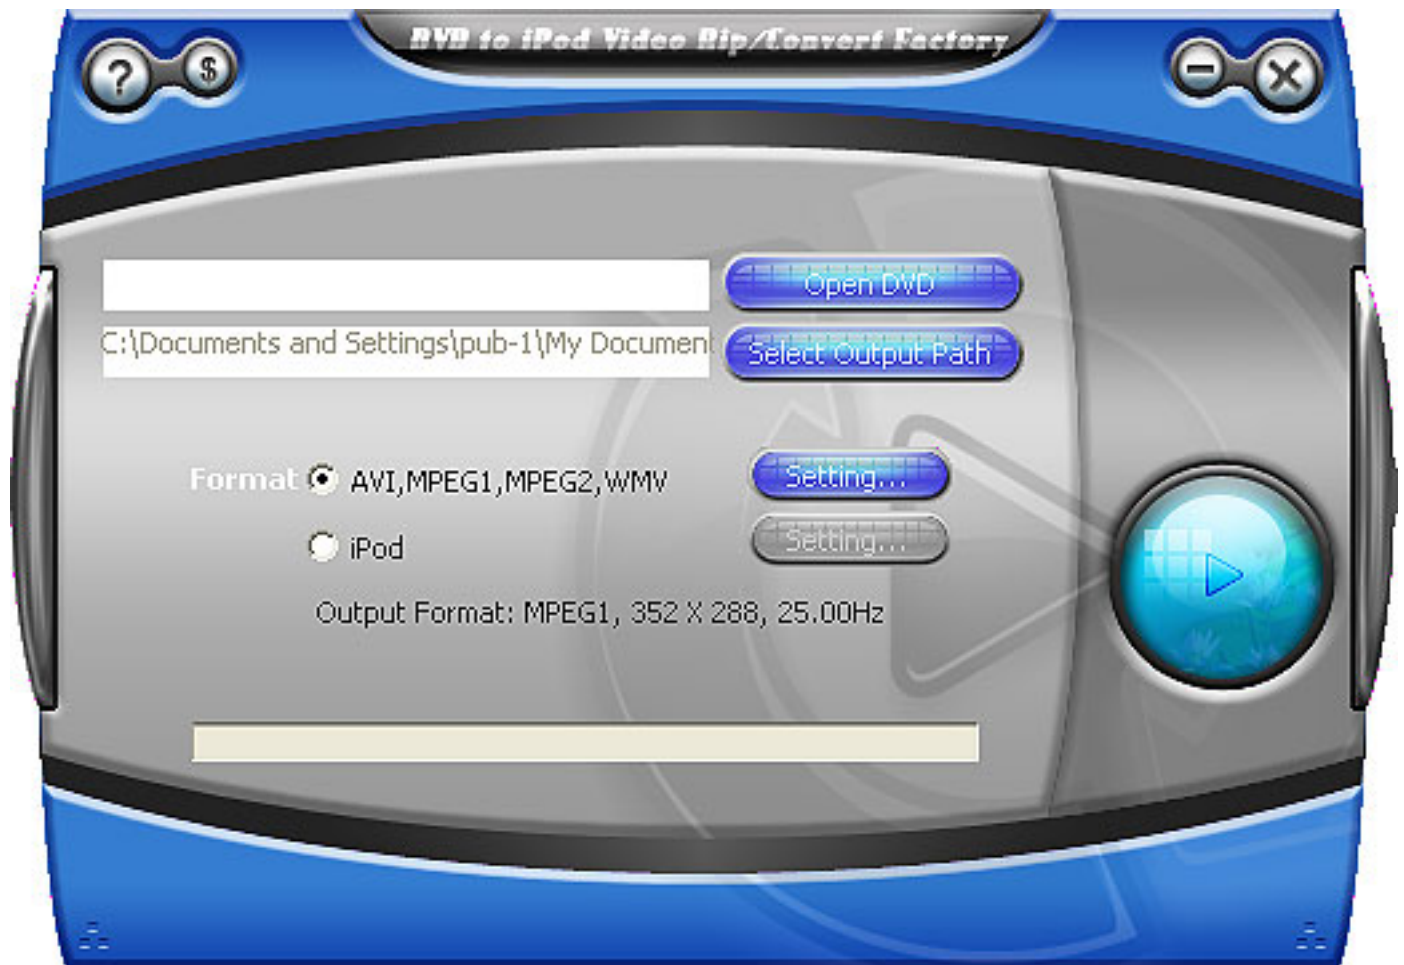 DVD to iPod Video Rip/Convert Factory
? $
Open DVD
C:\Documents and Settings\pub-1\My Document
Select Output Path
Format AVI,MPEG1,MPEG2,WMV
Setting...
iPod
Setting...
Output Format: MPEG1, 352 X 288, 25.00Hz